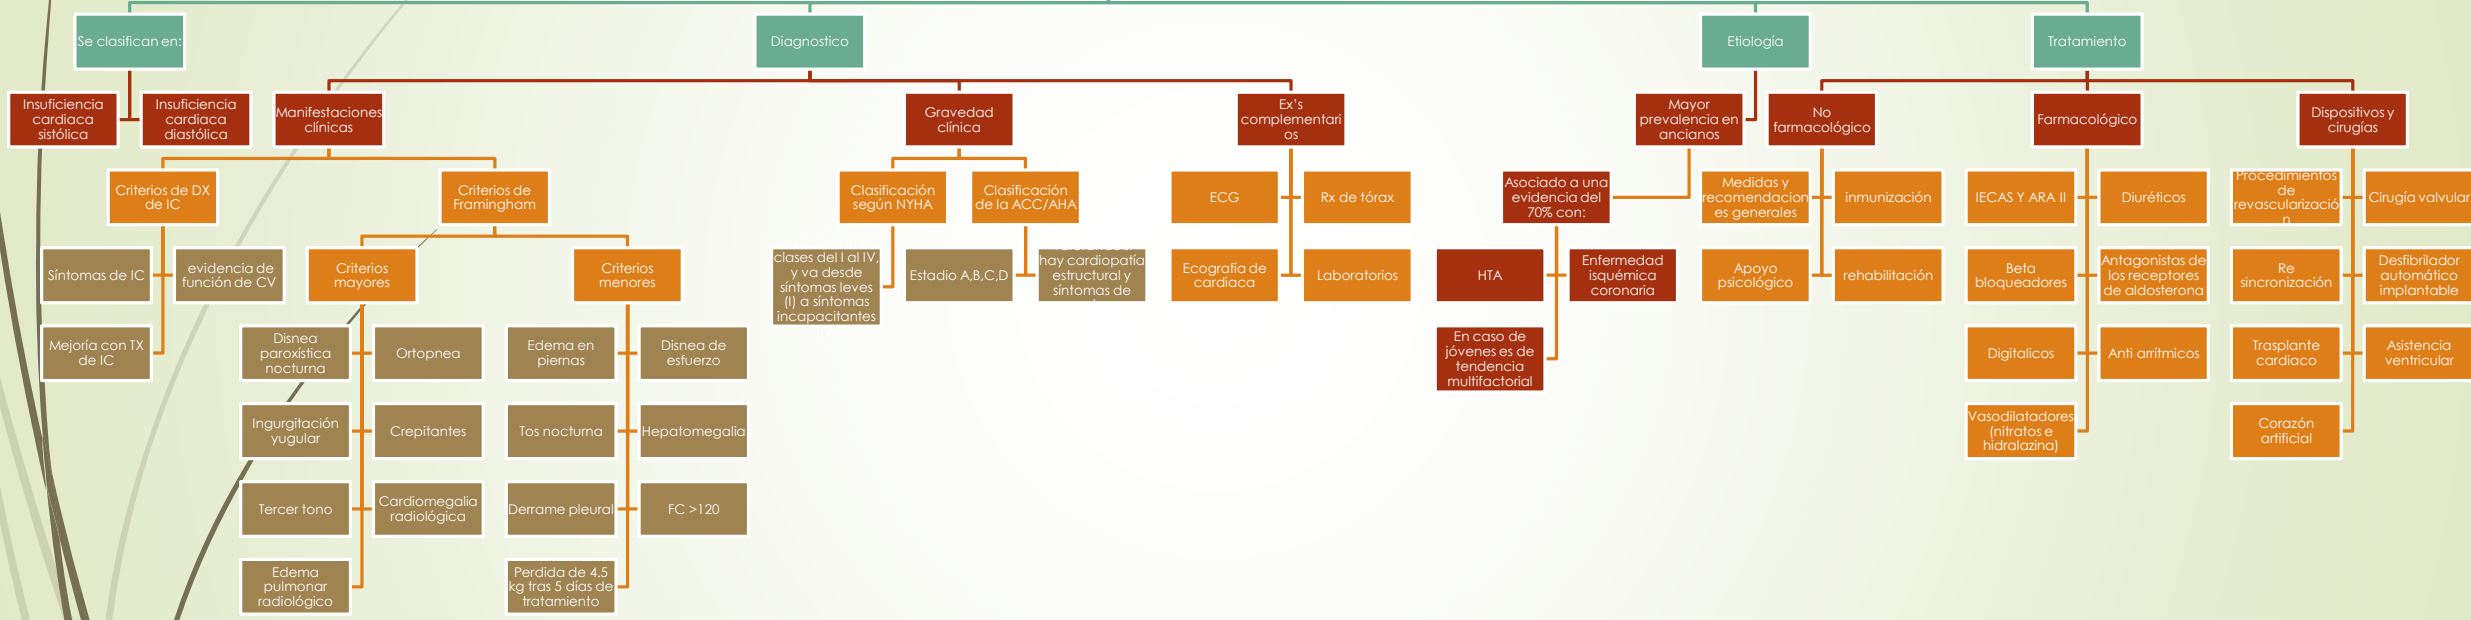 Se clasifican en:
Diagnostico
Etiología
Tratamiento
Insuficiencia
cardiaca
sistólica
Insuficiencia
cardiaca
diastólica
Manifestaciones
clínicas
Gravedad
clínica
Ex's
complementari
os
Mayor
prevalencia en
ancianos
No
farmacológico
Farmacológico
Dispositivos y
cirugías
Criterios de DX
de IC
Criterios de
Framingham
Clasificación
según NYHA
Clasificación
de la ACC/AHA
ECG
Rx de tórax
Asociado a una
evidencia del
70% con:
Medidas y
recomendacion
es generales
inmunización
IECAS Y ARA II
Diuréticos
Procedimientos
de
revascularizació
n
Cirugía valvular
Síntomas de IC
evidencia de
función de CV
Criterios
mayores
Criterios
menores
clases del I al IV,
y va desde
síntomas leves
(I) a síntomas
incapacitantes
Estadio A,B,C,D
hay cardiopatía
estructural y
síntomas de
Ecografía de
cardiaca
Laboratorios
HTA
Enfermedad
isquémica
coronaria
Apoyo
psicológico
rehabilitación
Beta
bloqueadores
Antagonistas de
los receptores
de aldosterona
Re
sincronización
Desfibrilador
automático
implantable
Mejoría con TX
de IC
Disnea
paroxística
nocturna
Ortopnea
Edema en
piernas
Disnea de
esfuerzo
En caso de
jóvenes es de
tendencia
multifactorial
Digitalicos
Anti arrítmicos
Trasplante
cardiaco
Asistencia
ventricular
Ingurgitación
yugular
Crepitantes
Tos nocturna
Hepatomegalia
Vasodilatadores
(nitratos e
hidralazina)
Corazón
artificial
Tercer tono
Cardiomegalia
radiológica
Derrame pleural
FC >120
Edema
pulmonar
radiológico
Perdida de 4.5
kg tras 5 días de
tratamiento